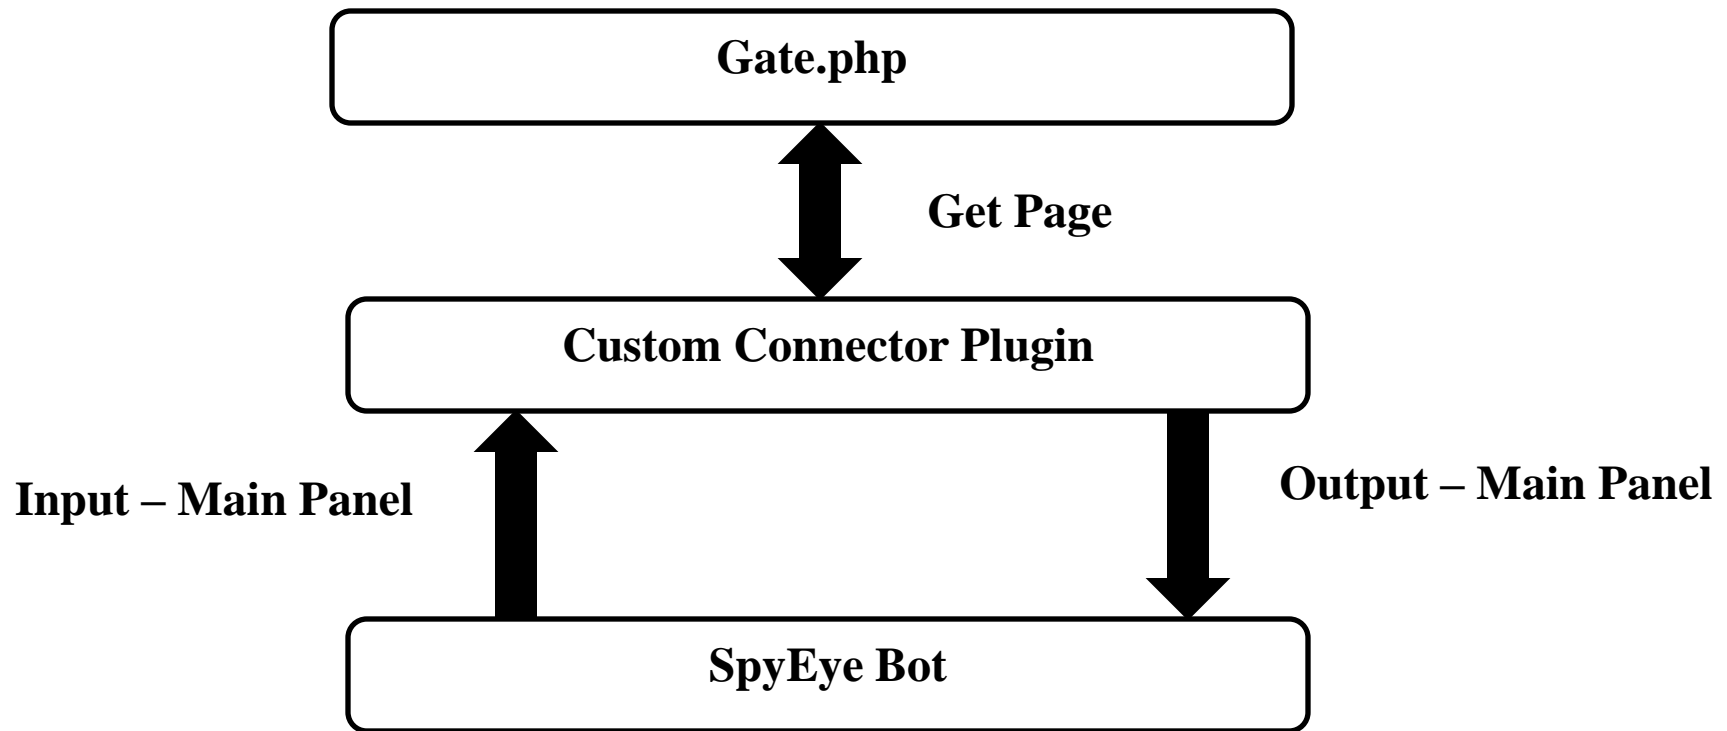 Gate.php
Get Page
Custom Connector Plugin
Input – Main Panel
Output – Main Panel
SpyEye Bot